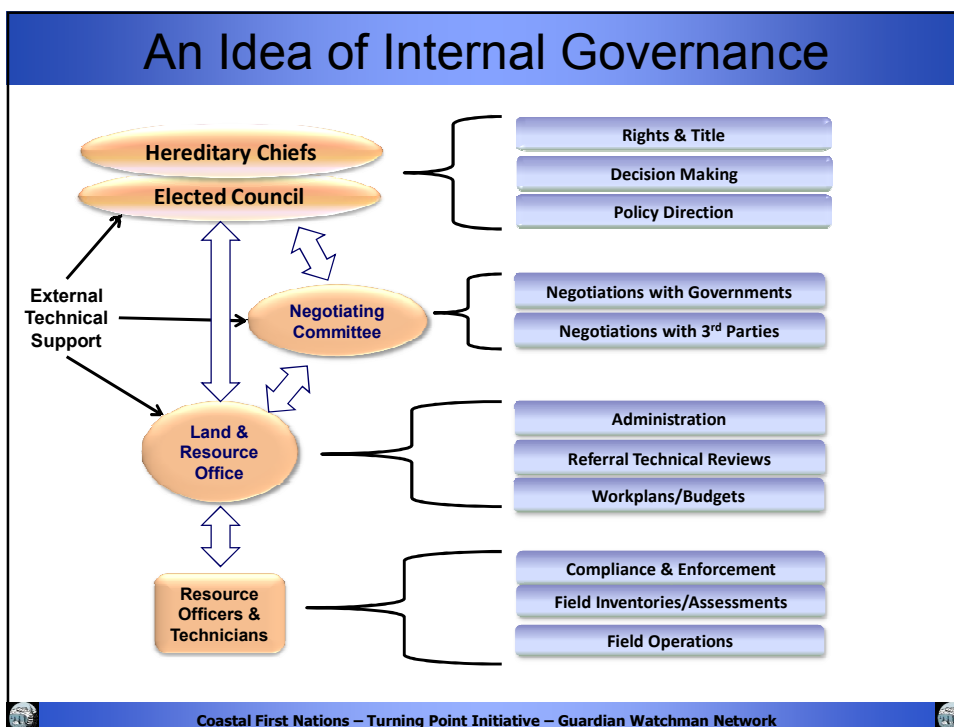 An Idea of Internal Governance
Hereditary Chiefs
Elected Council
External
Technical
Support
Negotiating
Committee
Land &
Resource
Office
Resource
Officers &
Technicians
Rights & Title
Decision Making
Policy Direction
Negotiations with Governments
Negotiations with 3rd Parties
Administration
Referral Technical Reviews
Workplans/Budgets
Compliance & Enforcement
Field Inventories/Assessments
Field Operations
Coastal First Nations – Turning Point Initiative – Guardian Watchman Network